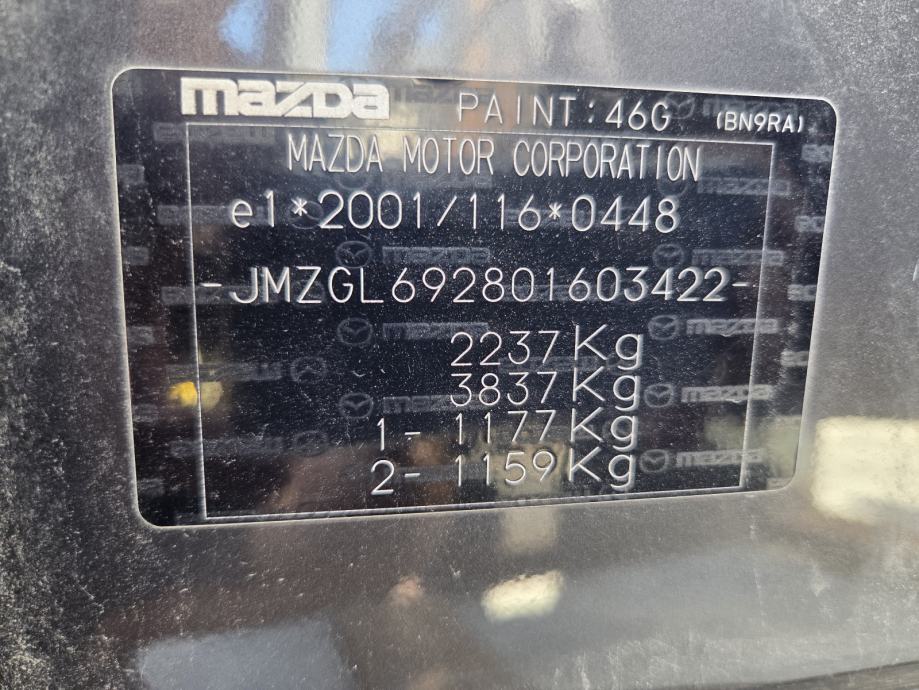 mazda PAINT: 46G (BN9RA)
MAZDA MOTOR CORPORATION
e1*2001/116*0448
-JMZGL692801603422-
2237Kg
3837Kg
1- 1177Kg
2- 1159Kg